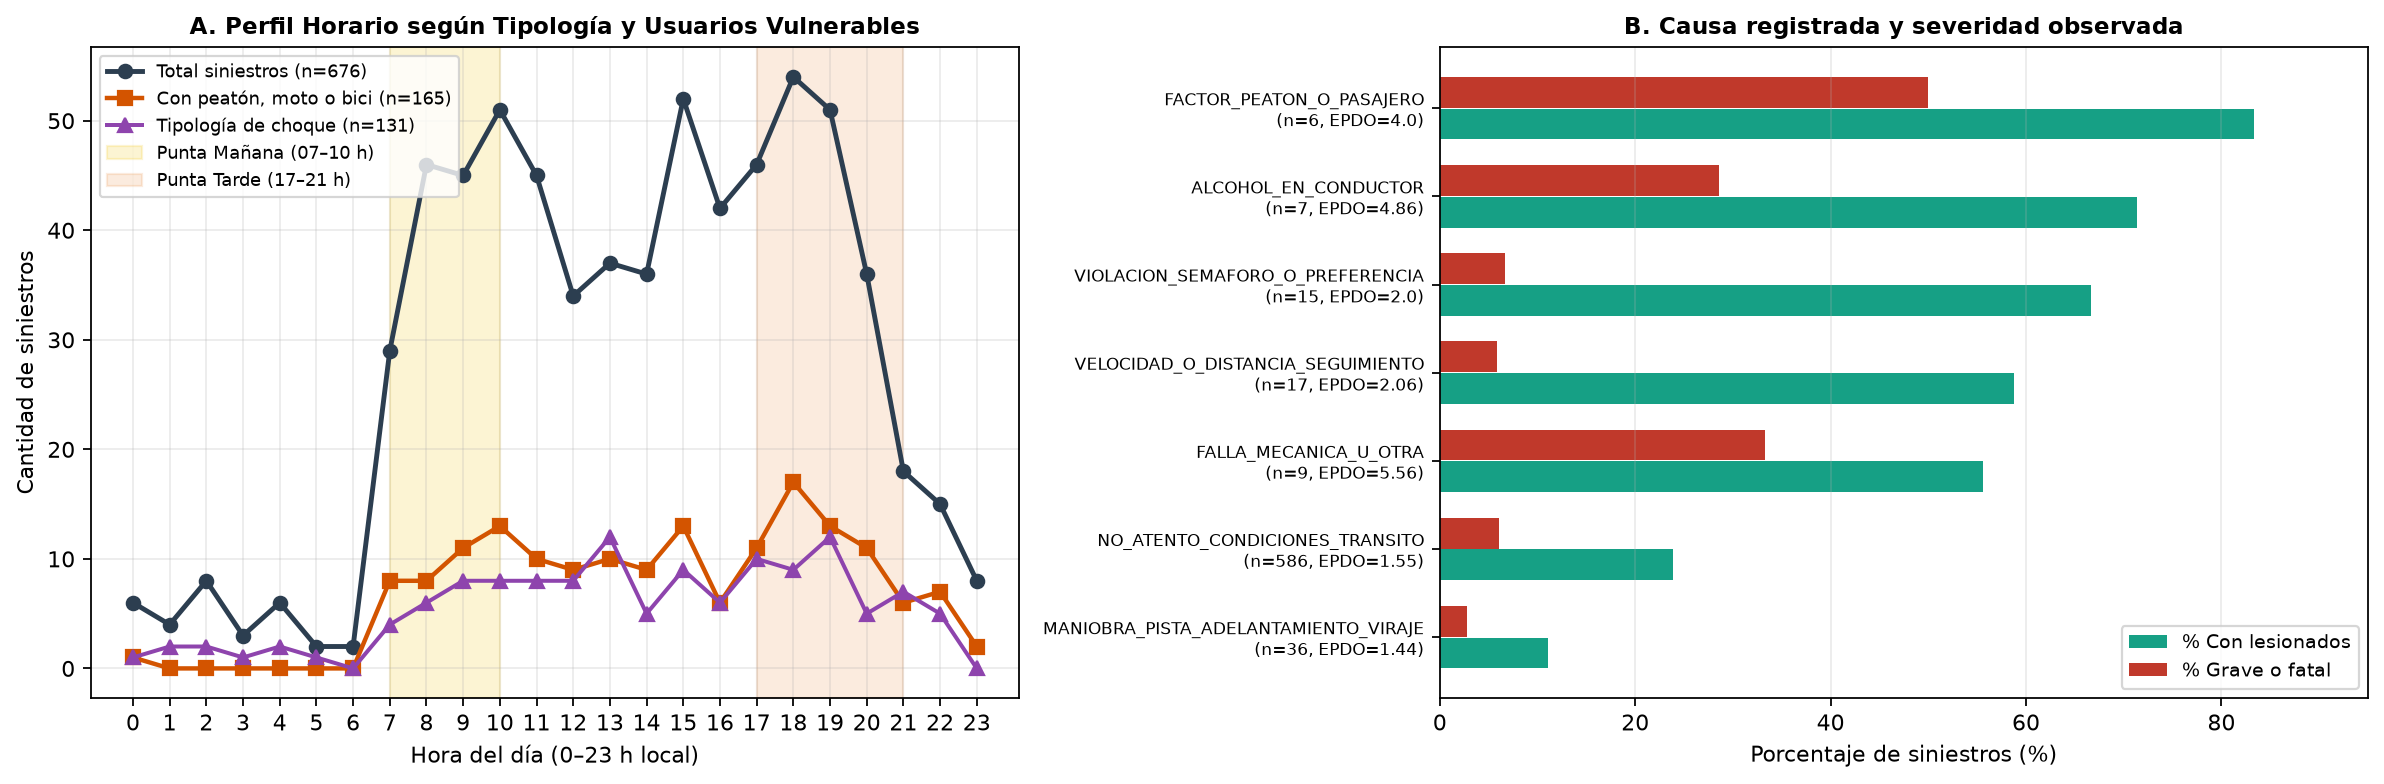 A. Perfil Horario según Tipología y Usuarios Vulnerables
Total siniestros (n=676)
Con peatón, moto o bici (n=165)
Tipología de choque (n=131)
Punta Mañana (07–10 h)
Punta Tarde (17–21 h)
Cantidad de siniestros
50
40
30
20
10
0
0 1 2 3 4 5 6 7 8 9 10 11 12 13 14 15 16 17 18 19 20 21 22 23
Hora del día (0–23 h local)
B. Causa registrada y severidad observada
FACTOR_PEATON_O_PASAJERO
(n=6, EPDO=4.0)
ALCOHOL_EN_CONDUCTOR
(n=7, EPDO=4.86)
VIOLACION_SEMAFORO_O_PREFERENCIA
(n=15, EPDO=2.0)
VELOCIDAD_O_DISTANCIA_SEGUIMIENTO
(n=17, EPDO=2.06)
FALLA_MECANICA_U_OTRA
(n=9, EPDO=5.56)
NO_ATENTO_CONDICIONES_TRANSITO
(n=586, EPDO=1.55)
MANIOBRA_PISTA_ADELANTAMIENTO_VIRAJE
(n=36, EPDO=1.44)
% Con lesionados
% Grave o fatal
0 20 40 60 80
Porcentaje de siniestros (%)